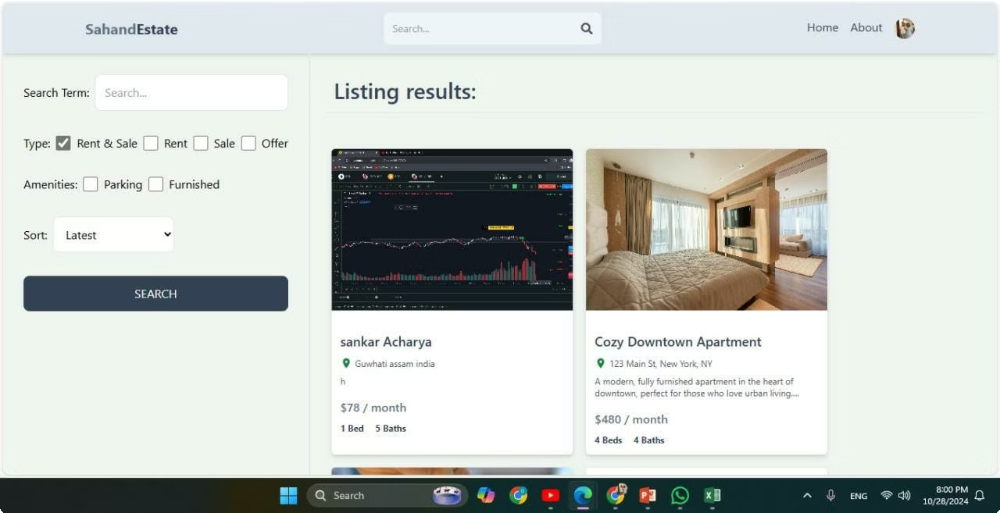 SahandEstate
Search...
Home About
Search Term: Search...
Type: Rent & Sale Rent Sale Offer
Amenities: Parking Furnished
Sort: Latest
SEARCH
Listing results:
sankar Acharya
Guwhati assam india
h
$78 / month
1 Bed 5 Baths
Cozy Downtown Apartment
123 Main St, New York, NY
A modern, fully furnished apartment in the heart of
downtown, perfect for those who love urban living....
$480 / month
4 Beds 4 Baths
Search
ENG
8:00 PM
10/28/2024